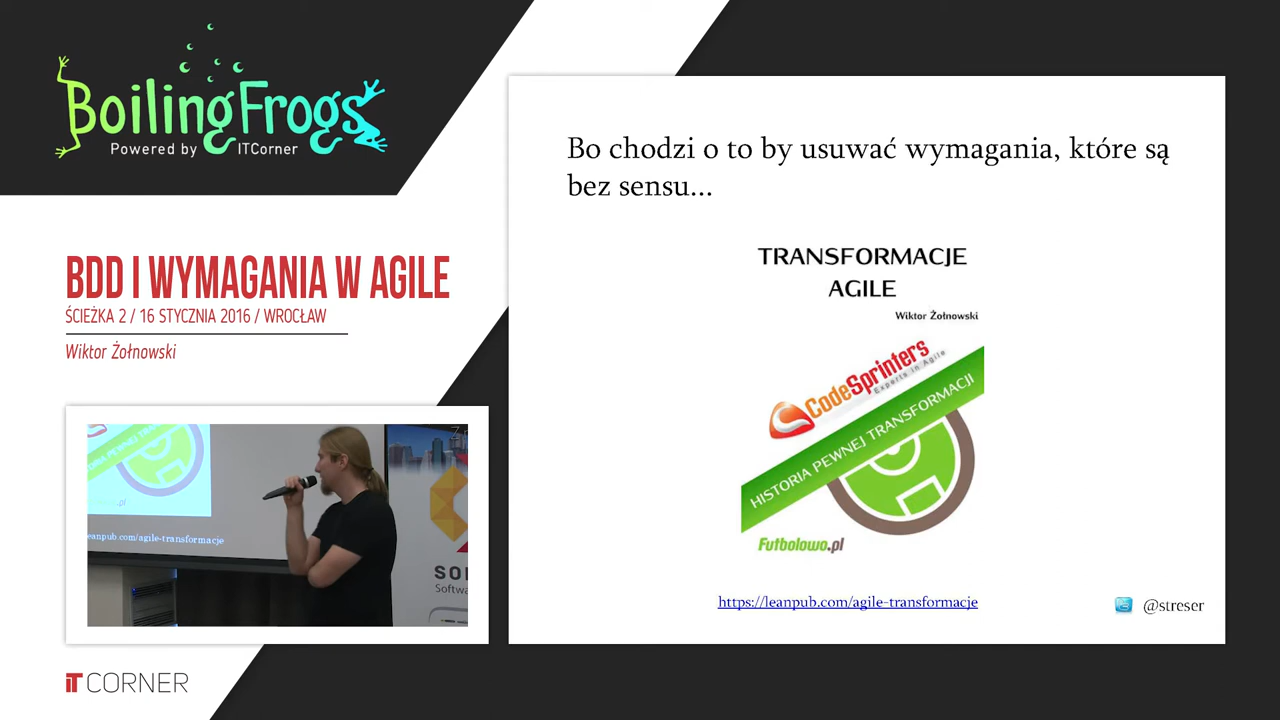 BoilingFrogs
Powered by ITCorner
BDD I WYMAGANIA W AGILE
ŚCIEŻKA 2 / 16 STYCZNIA 2016 / WROCŁAW
Wiktor Żołnowski
Bo chodzi o to by usuwać wymagania, które są
bez sensu...
TRANSFORMACJE
AGILE
Wiktor Żołnowski
CodeSprinters
Experts in Agile
HISTORIA PEWNEJ TRANSFORMACJI
Futbolowo.pl
https://leanpub.com/agile-transformacje
@streser
leanpub.com/agile-transformacje
IT CORNER